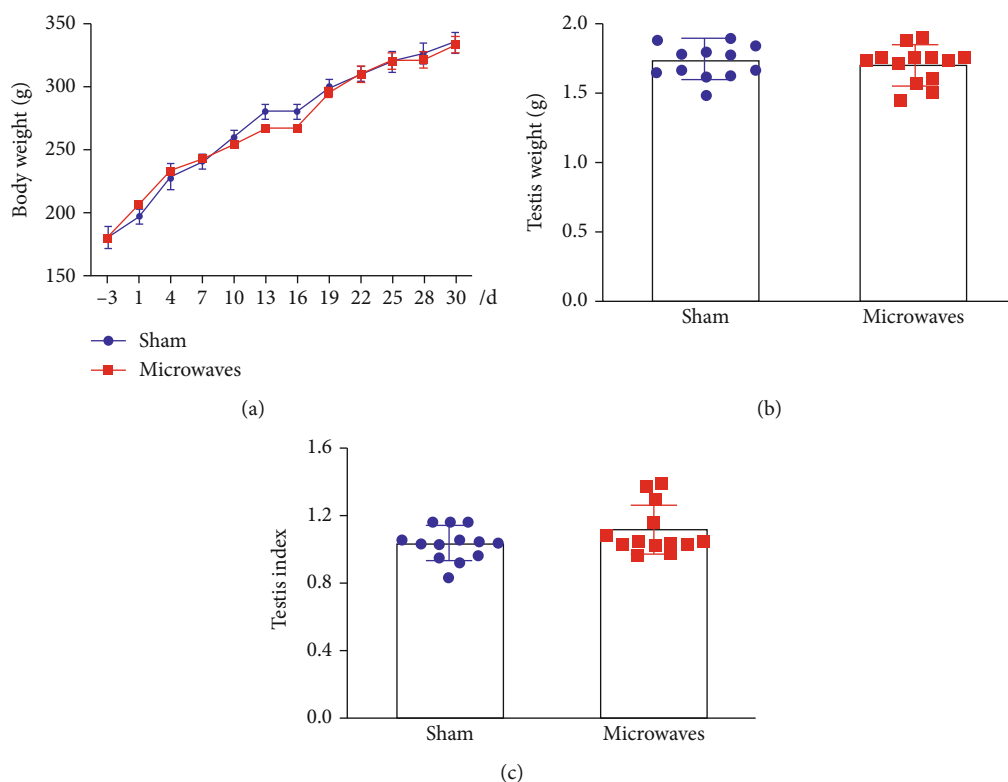 350
300
250
200
150
Body weight (g)
–3 1 4 7 10 13 16 19 22 25 28 30 /d
Sham
Microwaves
(a)
2.0
1.5
1.0
0.5
0.0
Testis weight (g)
Sham Microwaves
(b)
1.6
1.2
0.8
0.4
0.0
Testis index
Sham Microwaves
(c)